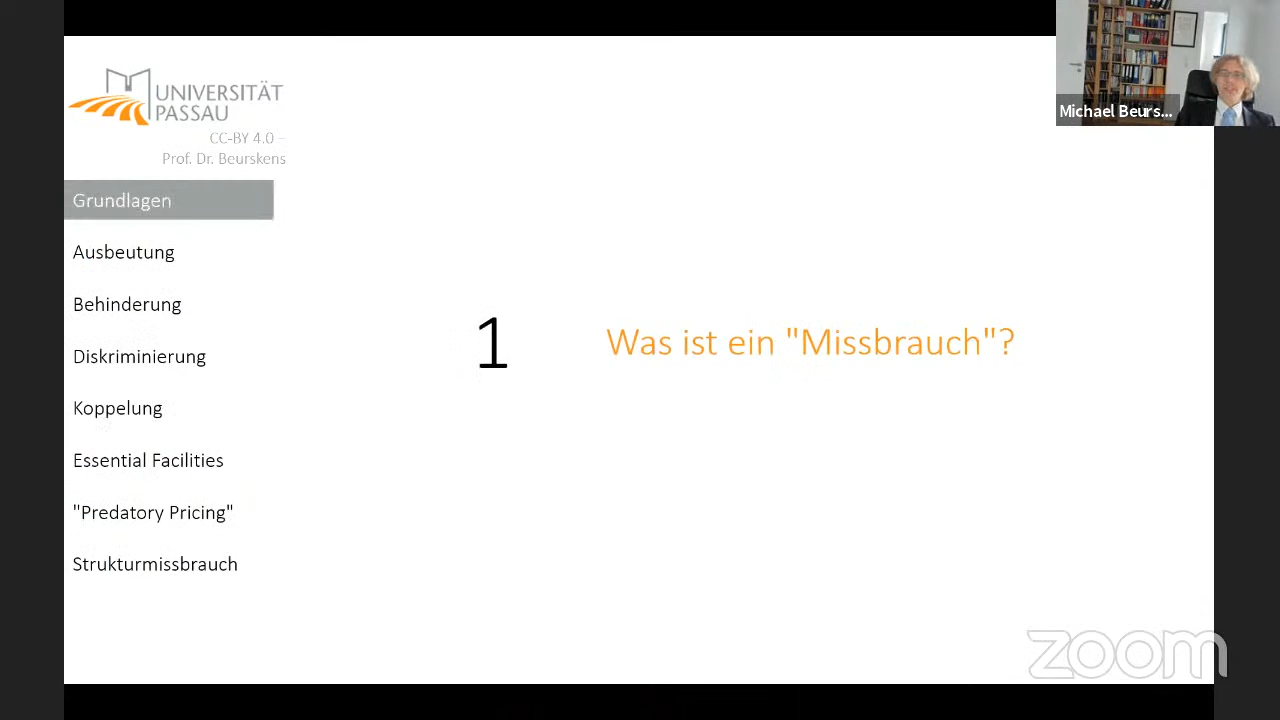 UNIVERSITÄT
PASSAU
CC-BY 4.0 –
Prof. Dr. Beurskens
Grundlagen
Ausbeutung
Behinderung
Diskriminierung
Koppelung
Essential Facilities
"Predatory Pricing"
Strukturmissbrauch
1
Was ist ein "Missbrauch"?
Michael Beurs...
zoom